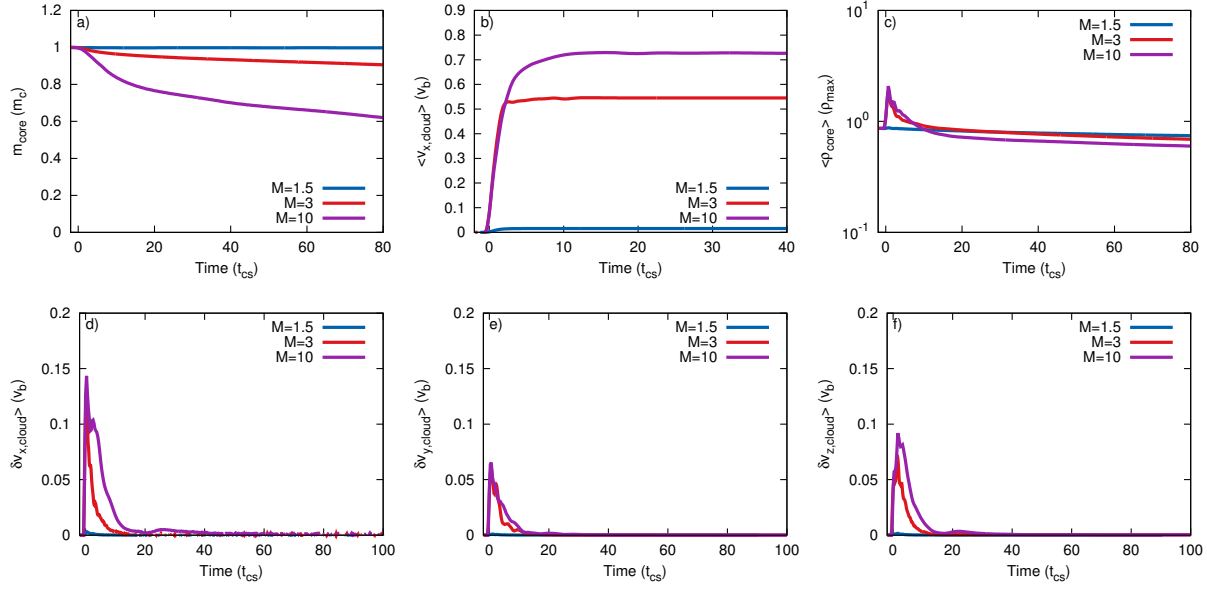 a)
m_core (m_c)
1.2
1
0.8
0.6
0.4
0.2
0
M=1.5
M=3
M=10
0 20 40 60 80
Time (t_cs)
b)
<v_x,cloud> (v_b)
1
0.9
0.8
0.7
0.6
0.5
0.4
0.3
0.2
0.1
0
M=1.5
M=3
M=10
0 10 20 30 40
Time (t_cs)
c)
<ρ_core> (ρ_max)
10^1
10^0
10^-1
M=1.5
M=3
M=10
0 20 40 60 80
Time (t_cs)
d)
δv_x,cloud> (v_b)
0.2
0.15
0.1
0.05
0
M=1.5
M=3
M=10
0 20 40 60 80 100
Time (t_cs)
e)
δv_y,cloud> (v_b)
0.2
0.15
0.1
0.05
0
M=1.5
M=3
M=10
0 20 40 60 80 100
Time (t_cs)
f)
δv_z,cloud> (v_b)
0.2
0.15
0.1
0.05
0
M=1.5
M=3
M=10
0 20 40 60 80 100
Time (t_cs)